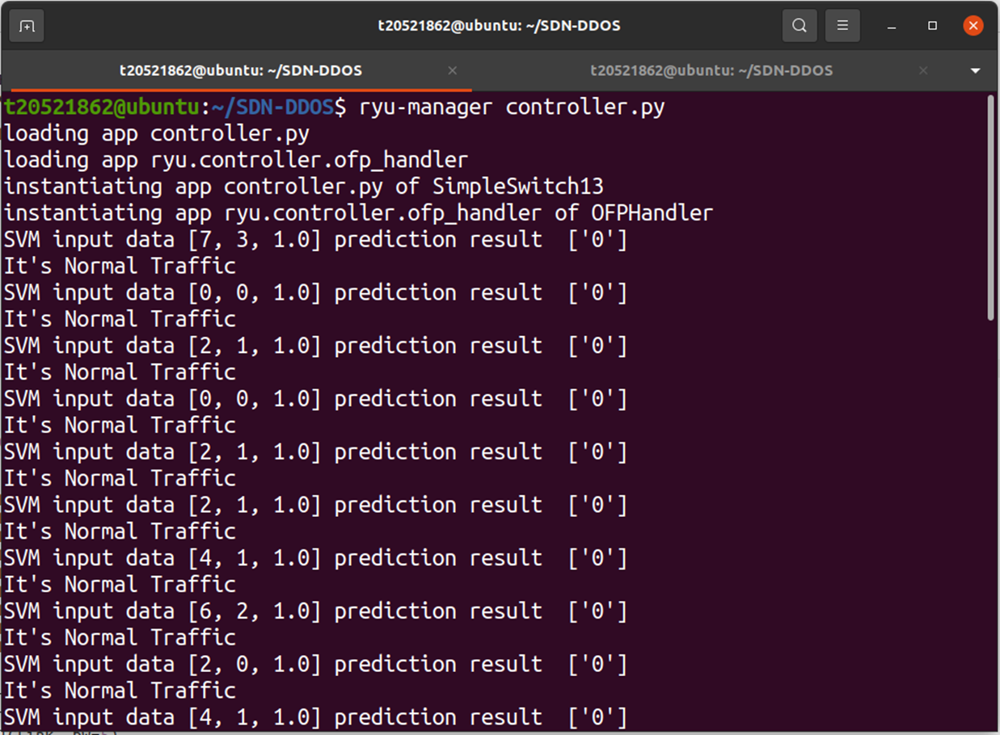 t20521862@ubuntu: ~/SDN-DDOS
t20521862@ubuntu: ~/SDN-DDOS
t20521862@ubuntu: ~/SDN-DDOS
t20521862@ubuntu:~/SDN-DDOS$ ryu-manager controller.py
loading app controller.py
loading app ryu.controller.ofp_handler
instantiating app controller.py of SimpleSwitch13
instantiating app ryu.controller.ofp_handler of OFPHandler
SVM input data [7, 3, 1.0] prediction result  ['0']
It's Normal Traffic
SVM input data [0, 0, 1.0] prediction result  ['0']
It's Normal Traffic
SVM input data [2, 1, 1.0] prediction result  ['0']
It's Normal Traffic
SVM input data [0, 0, 1.0] prediction result  ['0']
It's Normal Traffic
SVM input data [2, 1, 1.0] prediction result  ['0']
It's Normal Traffic
SVM input data [2, 1, 1.0] prediction result  ['0']
It's Normal Traffic
SVM input data [4, 1, 1.0] prediction result  ['0']
It's Normal Traffic
SVM input data [6, 2, 1.0] prediction result  ['0']
It's Normal Traffic
SVM input data [2, 0, 1.0] prediction result  ['0']
It's Normal Traffic
SVM input data [4, 1, 1.0] prediction result  ['0']